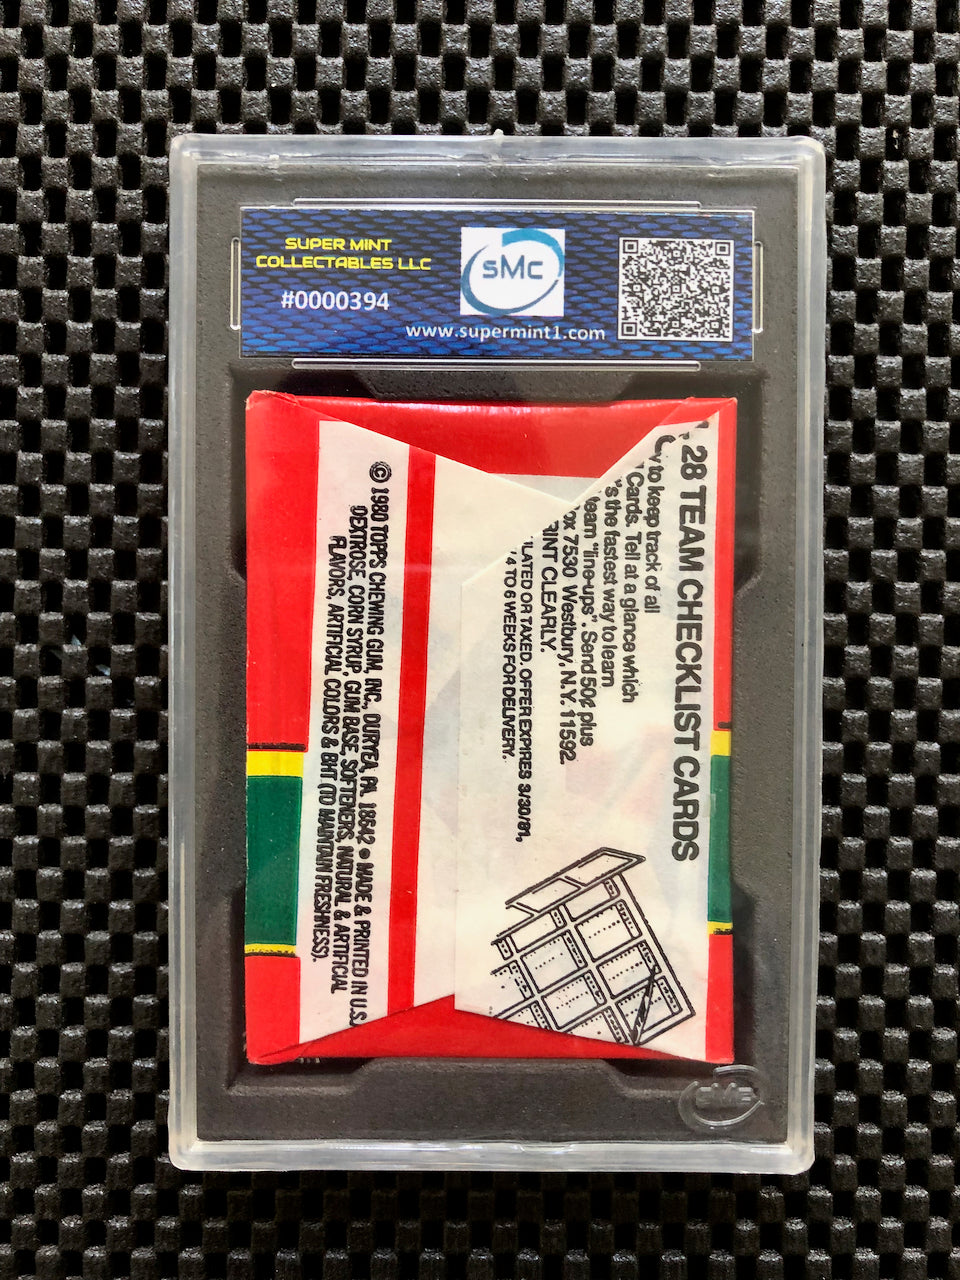 SUPER MINT
COLLECTABLES LLC
#0000394
sMc
www.supermint1.com
28 TEAM CHECKLIST CARDS
to keep track of all
Cards. Tell at a glance which
's the fastest way to learn
team "line-ups". Send 50¢ plus
ox 7530 Westbury, N.Y. 11592.
RINT CLEARLY.
LATED OR TAXED. OFFER EXPIRES 3/30/81,
4 TO 6 WEEKS FOR DELIVERY.
© 1980 TOPPS CHEWING GUM, INC., DURYEA, PA. 18642 • MADE & PRINTED IN U.S.
DEXTROSE, CORN SYRUP, GUM BASE, SOFTENERS, NATURAL & ARTIFICIAL
FLAVORS, ARTIFICIAL COLORS & BHT (TO MAINTAIN FRESHNESS).
SMC